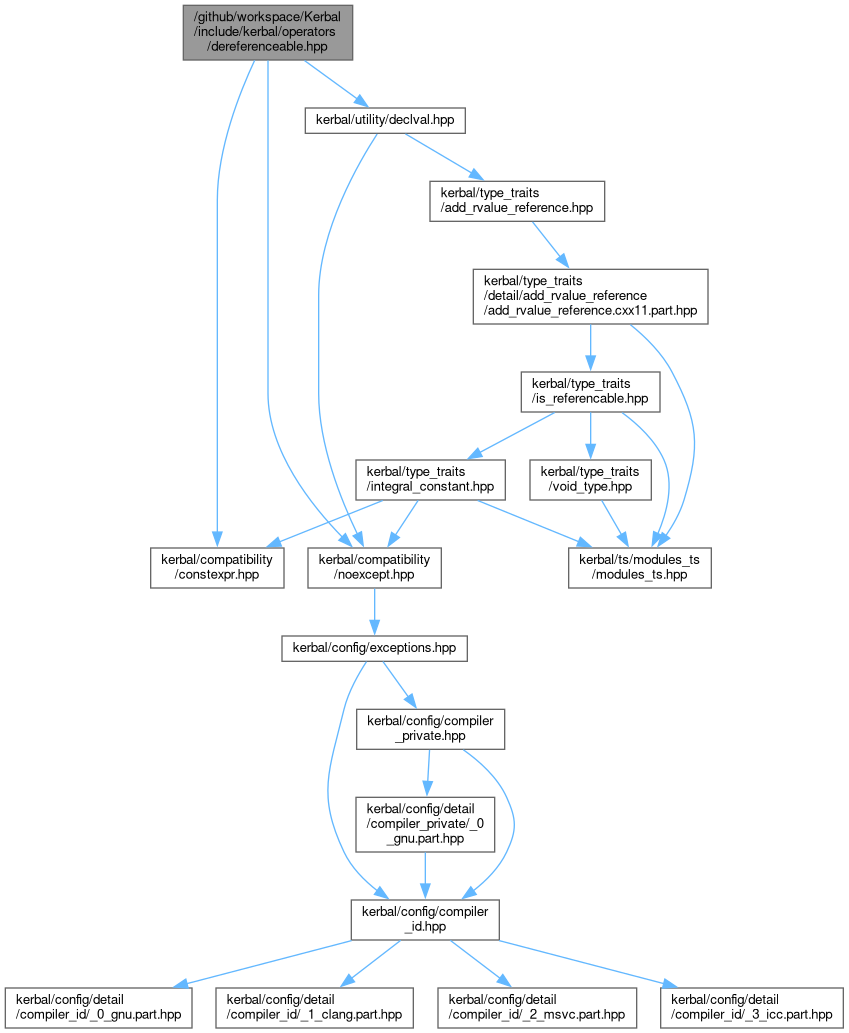 /github/workspace/Kerbal
/include/kerbal/operators
/dereferenceable.hpp
kerbal/utility/declval.hpp
kerbal/type_traits
/add_rvalue_reference.hpp
kerbal/type_traits
/detail/add_rvalue_reference
/add_rvalue_reference.cxx11.part.hpp
kerbal/type_traits
/is_referencable.hpp
kerbal/type_traits
/integral_constant.hpp
kerbal/type_traits
/void_type.hpp
kerbal/compatibility
/constexpr.hpp
kerbal/compatibility
/noexcept.hpp
kerbal/ts/modules_ts
/modules_ts.hpp
kerbal/config/exceptions.hpp
kerbal/config/compiler
_private.hpp
kerbal/config/detail
/compiler_private/_0
_gnu.part.hpp
kerbal/config/compiler
_id.hpp
kerbal/config/detail
/compiler_id/_0_gnu.part.hpp
kerbal/config/detail
/compiler_id/_1_clang.part.hpp
kerbal/config/detail
/compiler_id/_2_msvc.part.hpp
kerbal/config/detail
/compiler_id/_3_icc.part.hpp